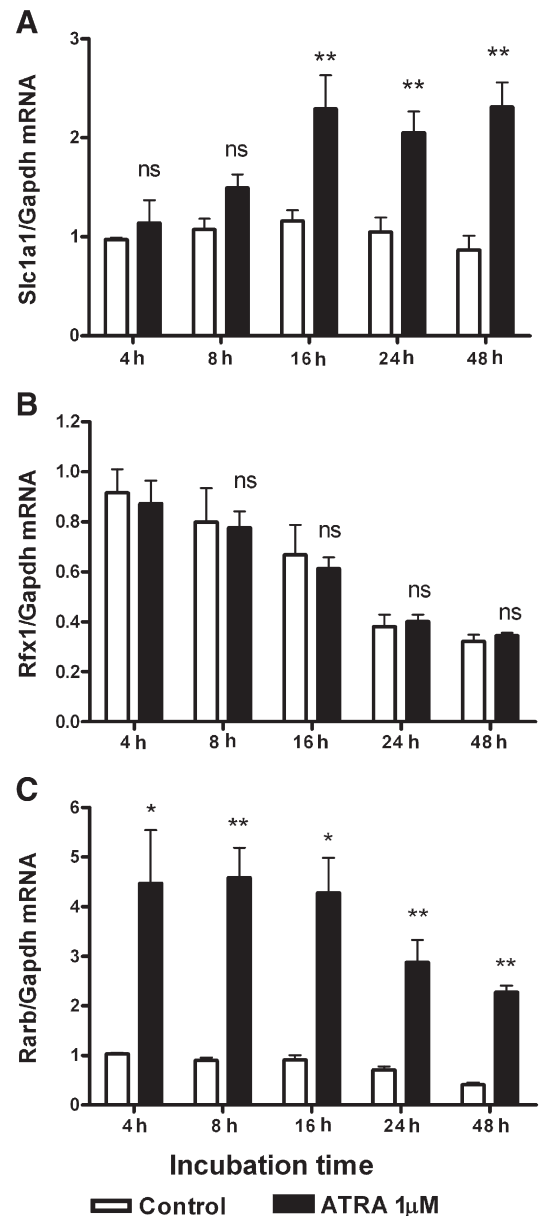 A
Slc1a1/Gapdh mRNA
3
2
1
0
ns
ns
**
**
**
4 h
8 h
16 h
24 h
48 h
B
Rfx1/Gapdh mRNA
1.2
1.0
0.8
0.6
0.4
0.2
0.0
ns
ns
ns
ns
4 h
8 h
16 h
24 h
48 h
C
Rarb/Gapdh mRNA
6
5
4
3
2
1
0
*
**
*
**
**
4 h
8 h
16 h
24 h
48 h
Incubation time
Control
ATRA 1µM